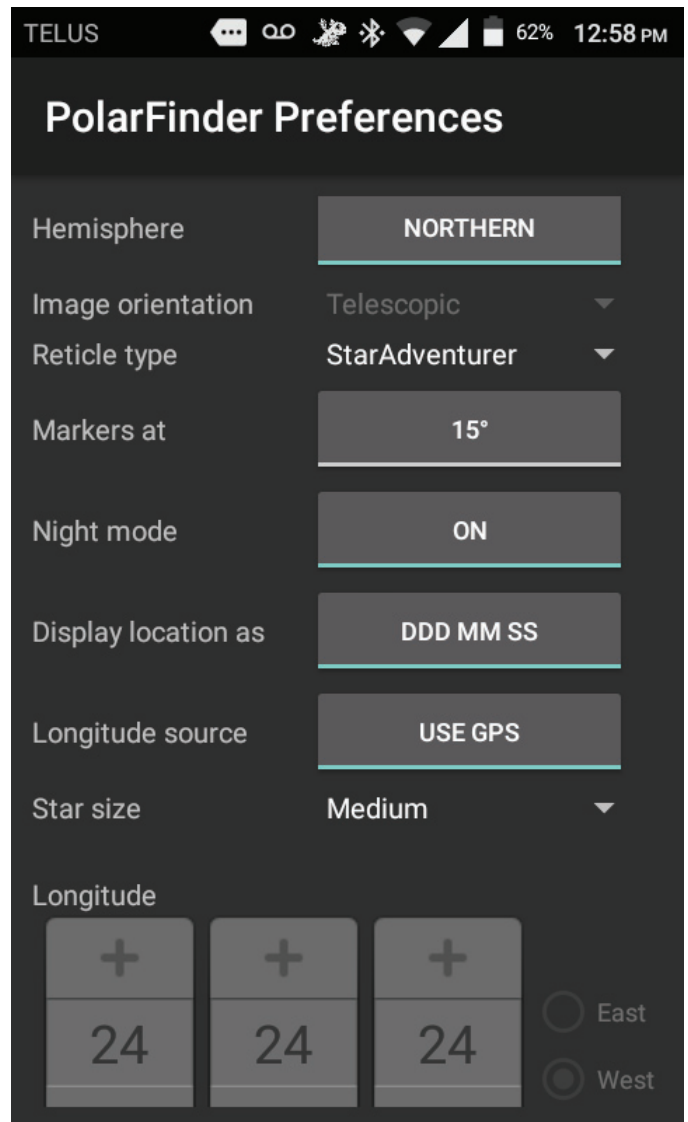 TELUS 62% 12:58 PM
PolarFinder Preferences
Hemisphere NORTHERN
Image orientation Telescopic
Reticle type StarAdventurer
Markers at 15°
Night mode ON
Display location as DDD MM SS
Longitude source USE GPS
Star size Medium
Longitude
+ + +
24 24 24
East
West